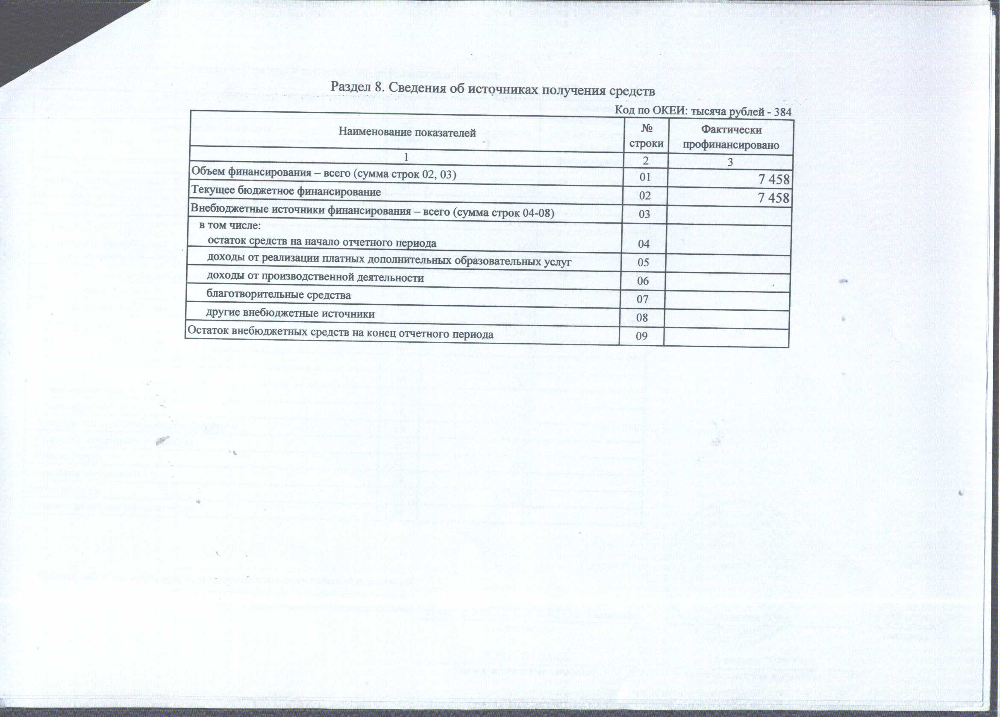 Раздел 8. Сведения об источниках получения средств
Код по ОКЕИ: тысяча рублей - 384
Наименование показателей
№ строки
Фактически профинансировано
1 2 3
Объем финансирования – всего (сумма строк 02, 03) 01 7 458
Текущее бюджетное финансирование 02 7 458
Внебюджетные источники финансирования – всего (сумма строк 04-08) 03
в том числе:
остаток средств на начало отчетного периода 04
доходы от реализации платных дополнительных образовательных услуг 05
доходы от производственной деятельности 06
благотворительные средства 07
другие внебюджетные источники 08
Остаток внебюджетных средств на конец отчетного периода 09